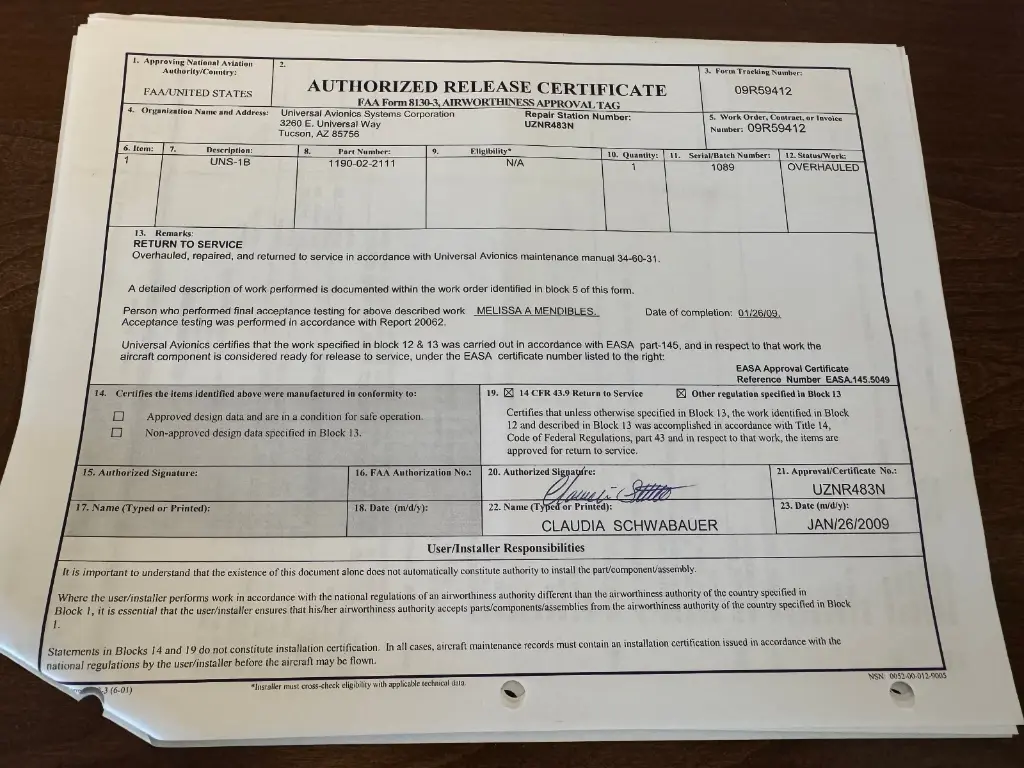 1. Approving National Aviation Authority/Country:
FAA/UNITED STATES
2.
AUTHORIZED RELEASE CERTIFICATE
FAA Form 8130-3, AIRWORTHINESS APPROVAL TAG
3. Form Tracking Number:
09R59412
4. Organization Name and Address:
Universal Avionics Systems Corporation
3260 E. Universal Way
Tucson, AZ 85756
Repair Station Number:
UZNR483N
5. Work Order, Contract, or Invoice
Number: 09R59412
6. Item: 7. Description: 8. Part Number: 9. Eligibility* 10. Quantity: 11. Serial/Batch Number: 12. Status/Work:
1 UNS-1B 1190-02-2111 N/A 1 1089 OVERHAULED
13. Remarks:
RETURN TO SERVICE
Overhauled, repaired, and returned to service in accordance with Universal Avionics maintenance manual 34-60-31.
A detailed description of work performed is documented within the work order identified in block 5 of this form.
Person who performed final acceptance testing for above described work MELISSA A MENDIBLES. Date of completion: 01/26/09.
Acceptance testing was performed in accordance with Report 20062.
Universal Avionics certifies that the work specified in block 12 & 13 was carried out in accordance with EASA part-145, and in respect to that work the
aircraft component is considered ready for release to service, under the EASA certificate number listed to the right:
EASA Approval Certificate
Reference Number EASA.145.5049
14. Certifies the items identified above were manufactured in conformity to:
☐ Approved design data and are in a condition for safe operation.
☐ Non-approved design data specified in Block 13.
19. ☒ 14 CFR 43.9 Return to Service ☒ Other regulation specified in Block 13
Certifies that unless otherwise specified in Block 13, the work identified in Block
12 and described in Block 13 was accomplished in accordance with Title 14,
Code of Federal Regulations, part 43 and in respect to that work, the items are
approved for return to service.
15. Authorized Signature: 16. FAA Authorization No.: 20. Authorized Signature: 21. Approval/Certificate No.:
UZNR483N
17. Name (Typed or Printed): 18. Date (m/d/y): 22. Name (Typed or Printed): 23. Date (m/d/y):
CLAUDIA SCHWABAUER JAN/26/2009
User/Installer Responsibilities
It is important to understand that the existence of this document alone does not automatically constitute authority to install the part/component/assembly.
Where the user/installer performs work in accordance with the national regulations of an airworthiness authority different than the airworthiness authority of the country specified in
Block 1, it is essential that the user/installer ensures that his/her airworthiness authority accepts parts/components/assemblies from the airworthiness authority of the country specified in Block
1.
Statements in Blocks 14 and 19 do not constitute installation certification. In all cases, aircraft maintenance records must contain an installation certification issued in accordance with the
national regulations by the user/installer before the aircraft may be flown.
-3 (6-01) *Installer must cross-check eligibility with applicable technical data. NSN: 0052-00-012-9005